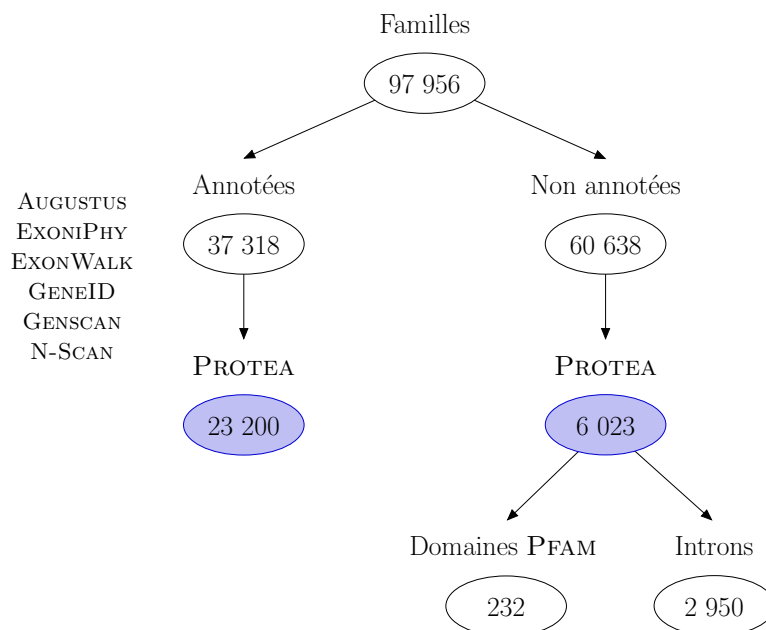 Familles
97 956
Annotées
Non annotées
AUGUSTUS
EXONIPHY
EXONWALK
GENEID
GENSCAN
N-SCAN
37 318
60 638
PROTEA
PROTEA
23 200
6 023
Domaines PFAM
Introns
232
2 950